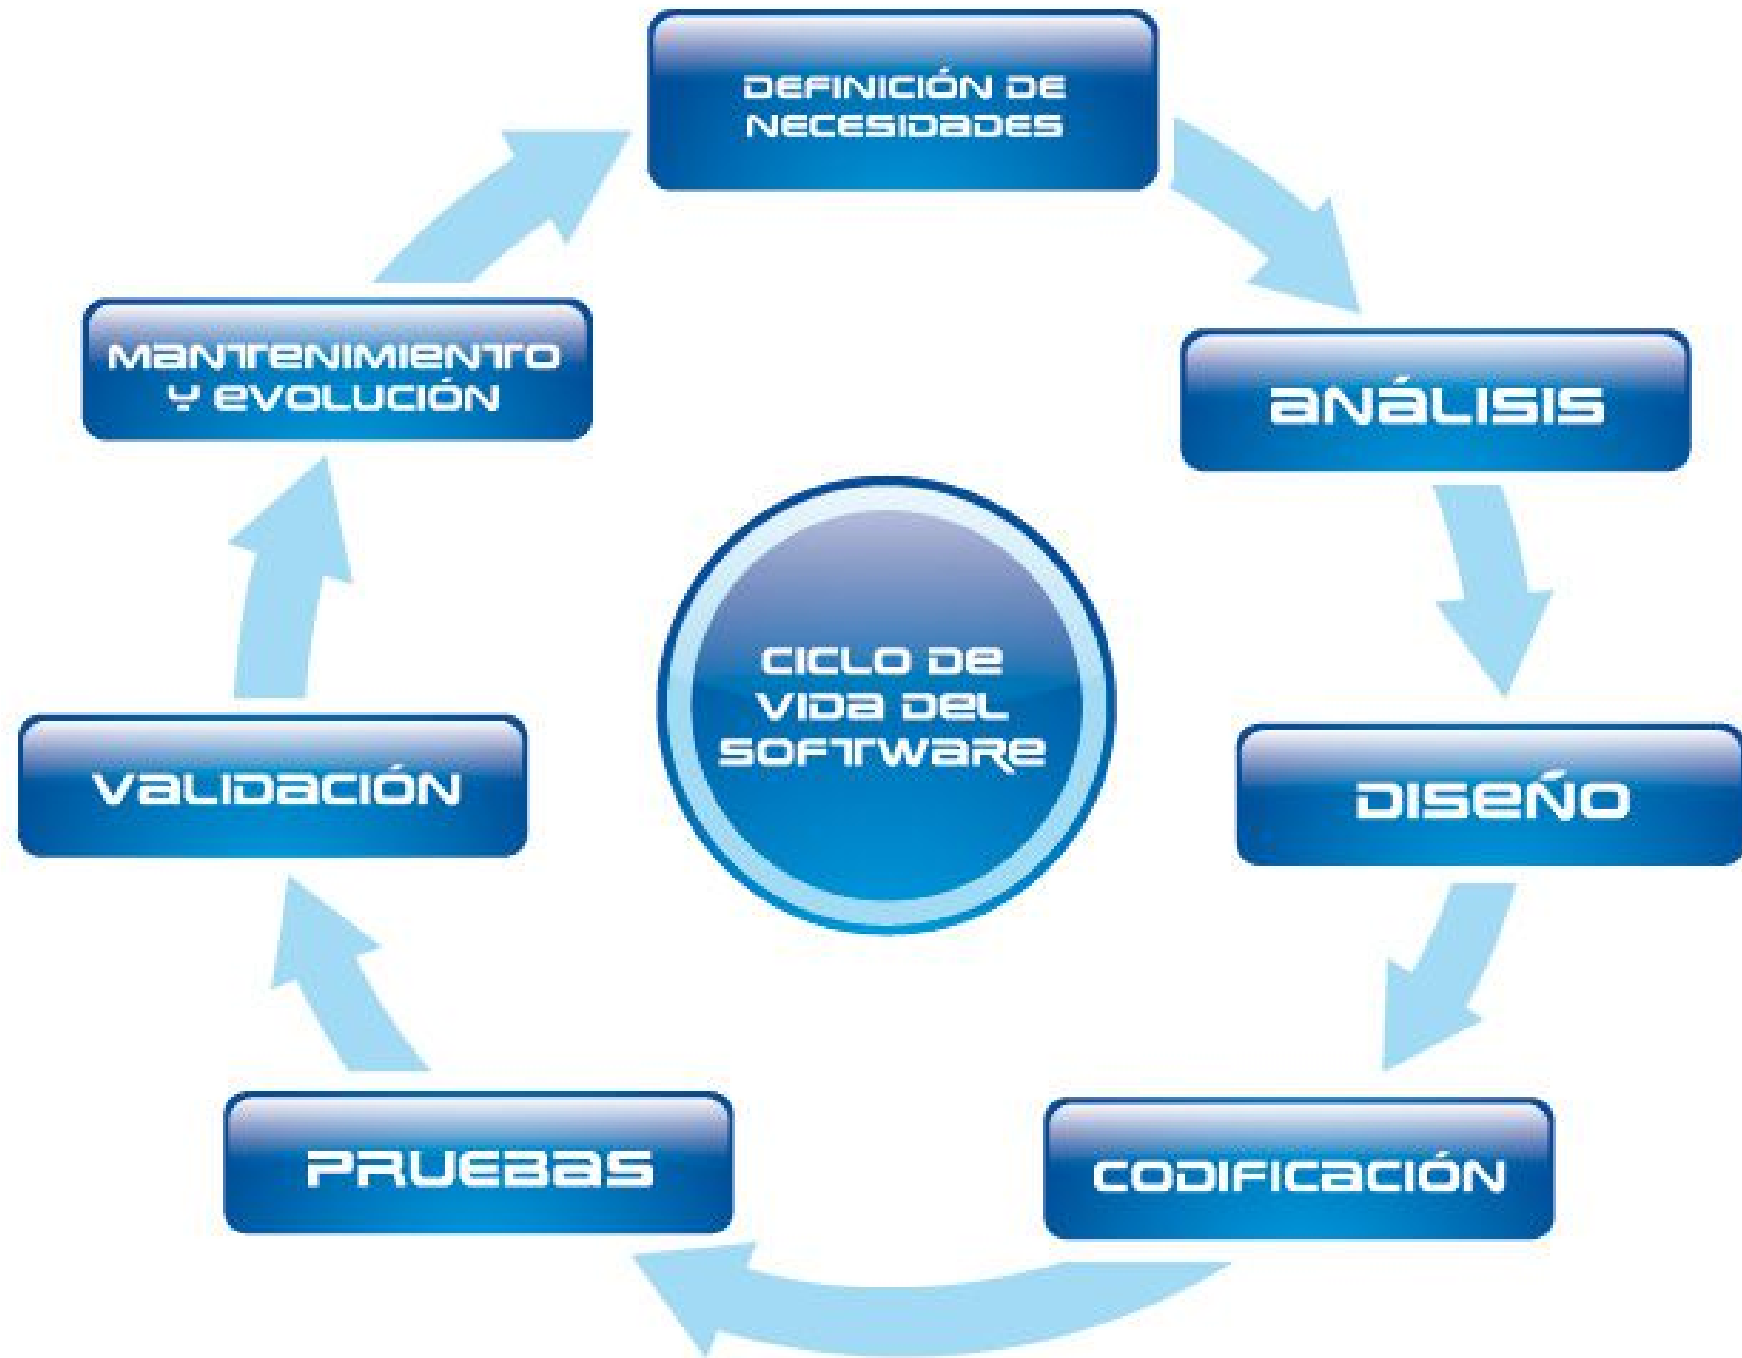 DEFINICIÓN DE
NECESIDADES
ANÁLISIS
DISEÑO
CODIFICACIÓN
PRUEBAS
VALIDACIÓN
MANTENIMIENTO
Y EVOLUCIÓN
CICLO DE
VIDA DEL
SOFTWARE